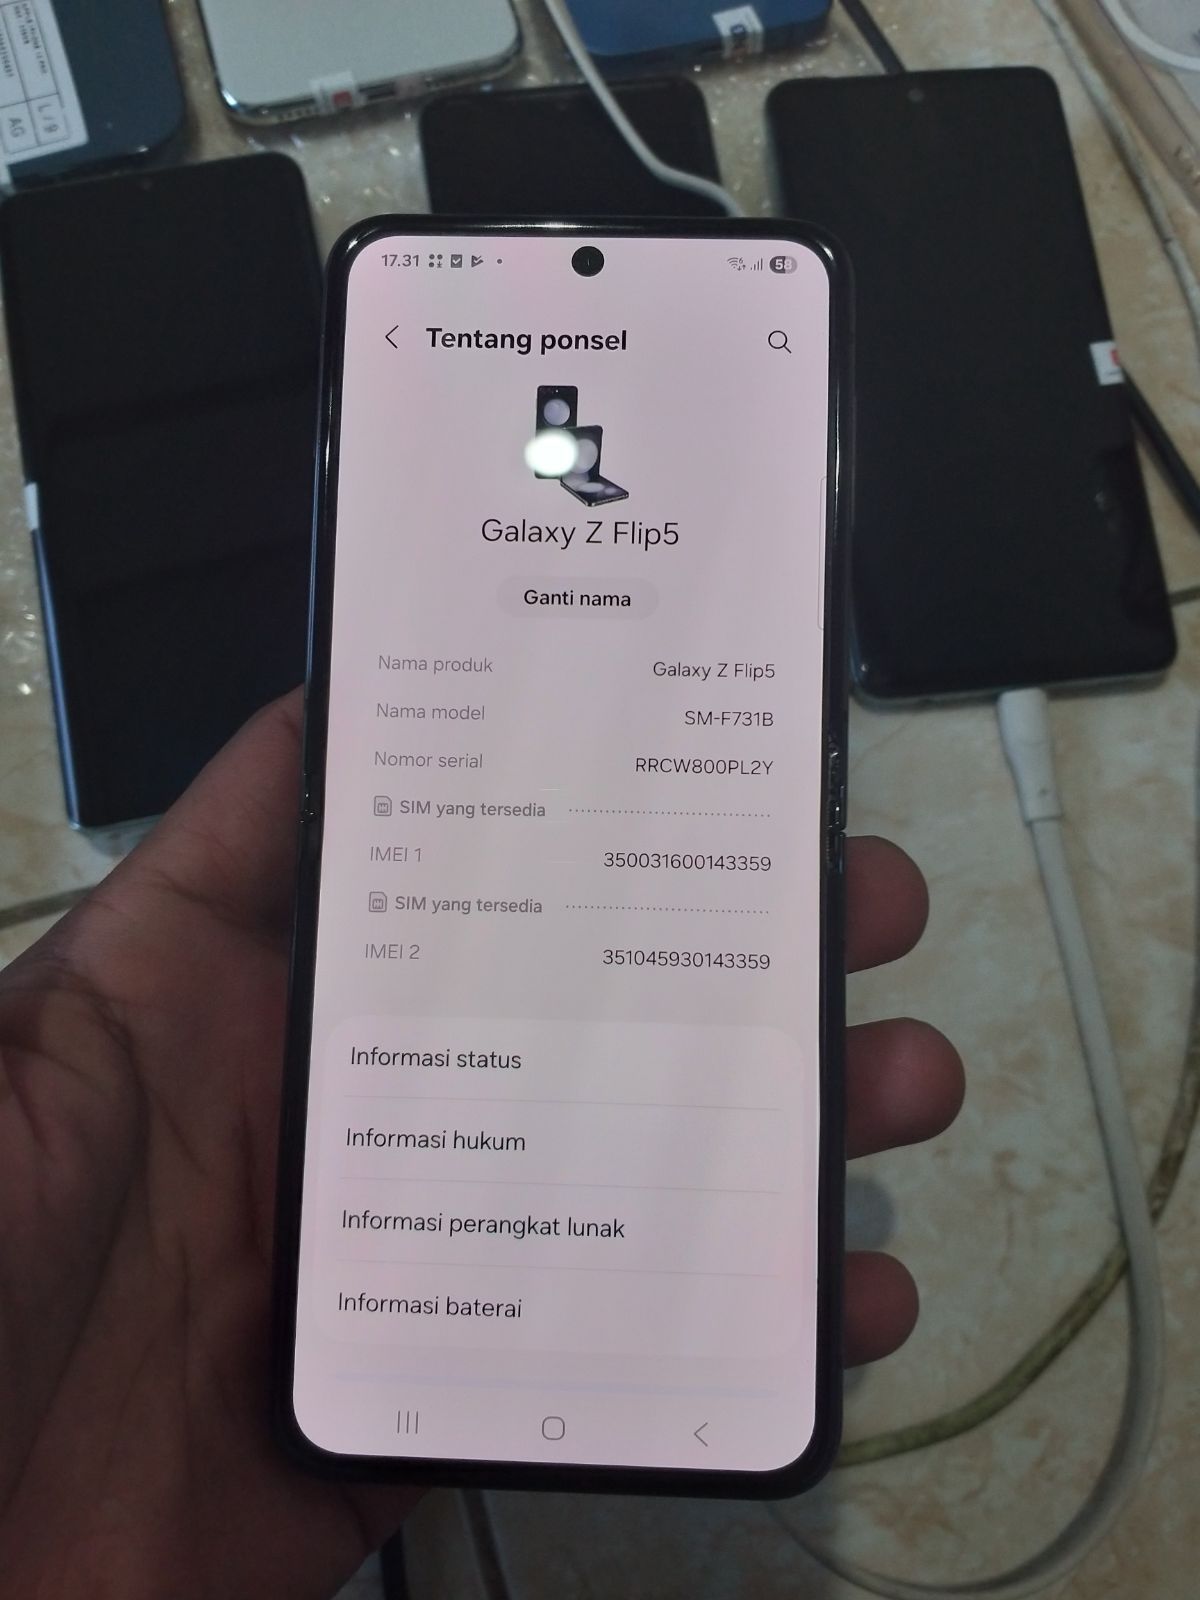 L/9
AG
17.31
58
Tentang ponsel
Galaxy Z Flip5
Ganti nama
Nama produk Galaxy Z Flip5
Nama model SM-F731B
Nomor serial RRCW800PL2Y
SIM yang tersedia
IMEI 1 350031600143359
SIM yang tersedia
IMEI 2 351045930143359
Informasi status
Informasi hukum
Informasi perangkat lunak
Informasi baterai